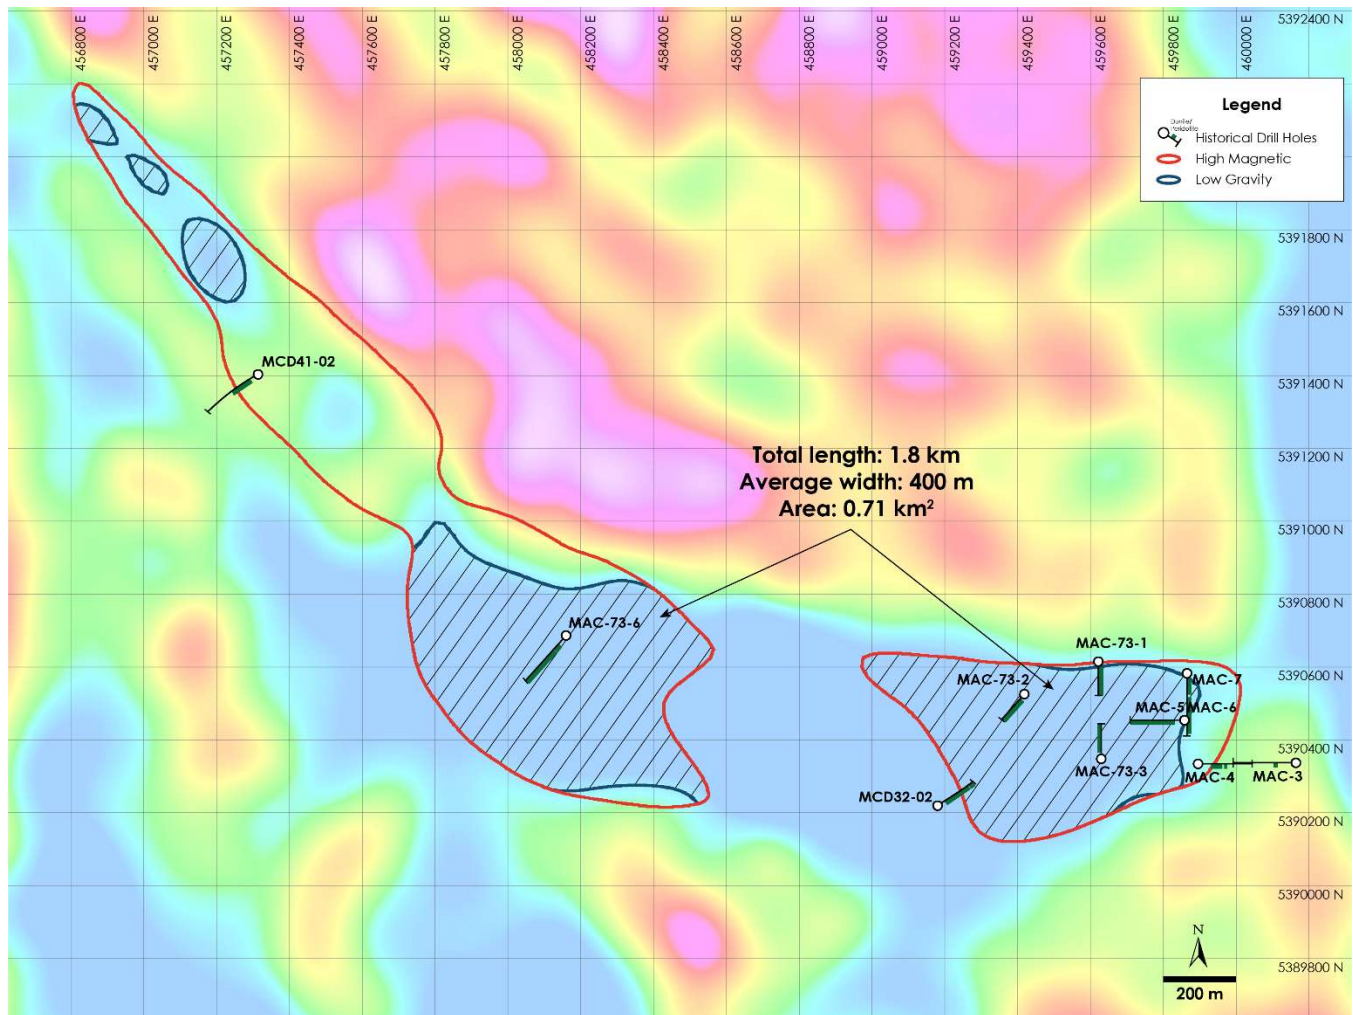 456800 E
457000 E
457200 E
457400 E
457600 E
457800 E
458000 E
458200 E
458400 E
458600 E
458800 E
459000 E
459200 E
459400 E
459600 E
459800 E
460000 E
5392400 N
Legend
Dunite/
Peridotite
Historical Drill Holes
High Magnetic
Low Gravity
5391800 N
5391600 N
MCD41-02
5391400 N
Total length: 1.8 km
Average width: 400 m
Area: 0.71 km²
5391200 N
5391000 N
5390800 N
MAC-73-6
MAC-73-1
MAC-73-2
MAC-7
5390600 N
MAC-5
MAC-6
5390400 N
MAC-73-3
MAC-4
MAC-3
MCD32-02
5390200 N
5390000 N
N
5389800 N
200 m